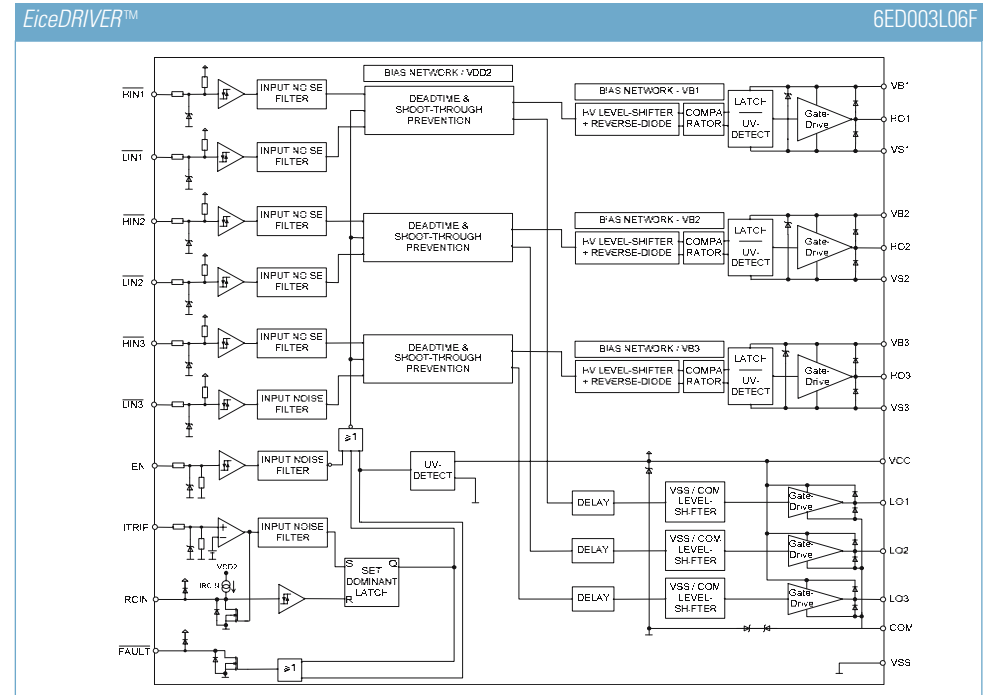 EiceDRIVER™ 6ED003L06F
BIAS NETWORK / VDD2
HIN1
INPUT NOISE
FILTER
DEADTIME &
SHOOT-THROUGH
PREVENTION
BIAS NETWORK - VB1
HV LEVEL-SHIFTER
+ REVERSE-DIODE
COMPA
RATOR
LATCH
UV-
DETECT
Gate-
Drive
VB1
HO1
VS1
LIN1
INPUT NOISE
FILTER
HIN2
INPUT NOISE
FILTER
DEADTIME &
SHOOT-THROUGH
PREVENTION
BIAS NETWORK - VB2
HV LEVEL-SHIFTER
+ REVERSE-DIODE
COMPA
RATOR
LATCH
UV-
DETECT
Gate-
Drive
VB2
HO2
VS2
LIN2
INPUT NOISE
FILTER
HIN3
INPUT NOISE
FILTER
DEADTIME &
SHOOT-THROUGH
PREVENTION
BIAS NETWORK - VB3
HV LEVEL-SHIFTER
+ REVERSE-DIODE
COMPA
RATOR
LATCH
UV-
DETECT
Gate-
Drive
VB3
HO3
VS3
LIN3
INPUT NOISE
FILTER
≥1
EN
INPUT NOISE
FILTER
UV-
DETECT
VCC
DELAY
VSS / COM
LEVEL-
SHIFTER
Gate-
Drive
LO1
ITRIP
INPUT NOISE
FILTER
DELAY
VSS / COM
LEVEL-
SHIFTER
Gate-
Drive
LO2
VDD2
IRCIN
S Q
SET
DOMINANT
LATCH
R
RCIN
DELAY
VSS / COM
LEVEL-
SHIFTER
Gate-
Drive
LO3
COM
FAULT
≥1
VSS